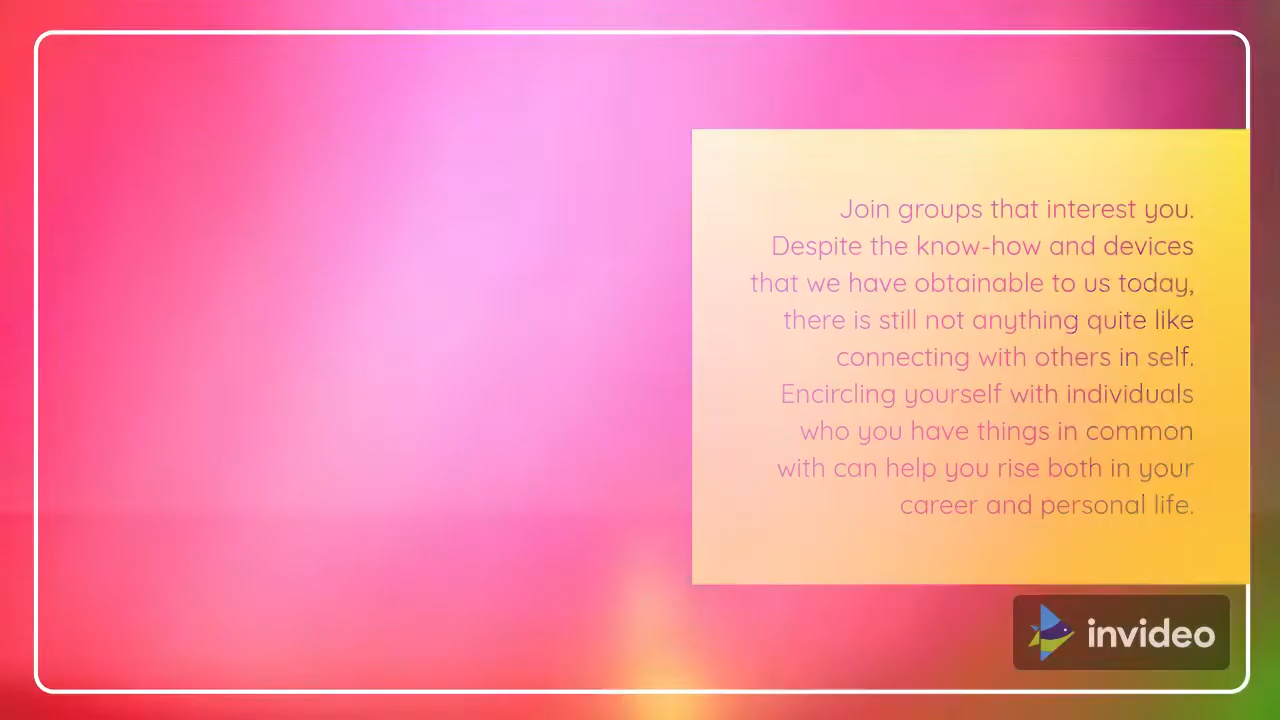 Join groups that interest you.
Despite the know-how and devices
that we have obtainable to us today,
there is still not anything quite like
connecting with others in self.
Encircling yourself with individuals
who you have things in common
with can help you rise both in your
career and personal life.
invideo